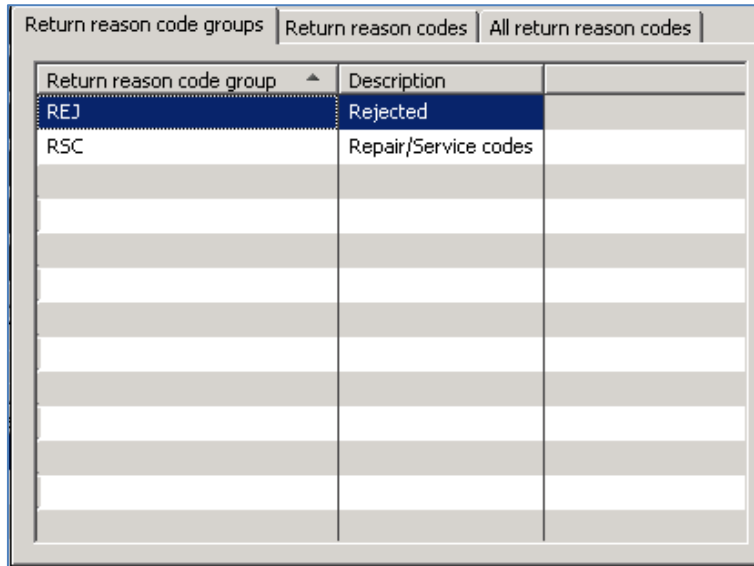 Return reason code groups Return reason codes All return reason codes
Return reason code group Description
REJ Rejected
RSC Repair/Service codes